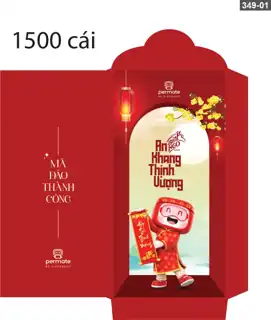 349-01
1500 cái
permate
An
Khang
Thịnh
Vượng
MÃ
ĐÁO
THÀNH
CÔNG
permate